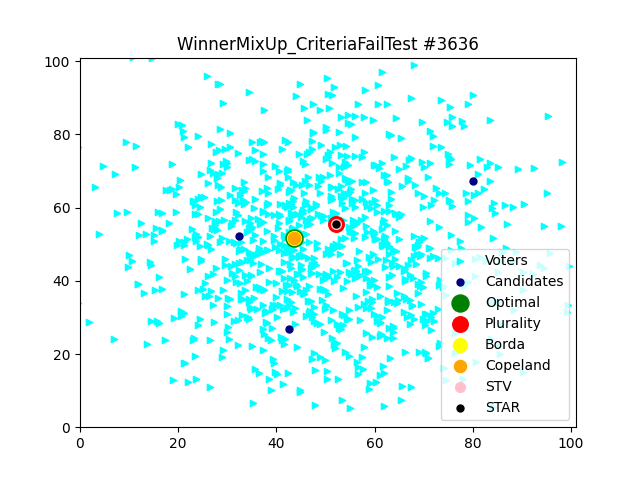 WinnerMixUp_CriteriaFailTest #3636
100
80
60
40
20
0
0 20 40 60 80 100
Voters
Candidates
Optimal
Plurality
Borda
Copeland
STV
STAR